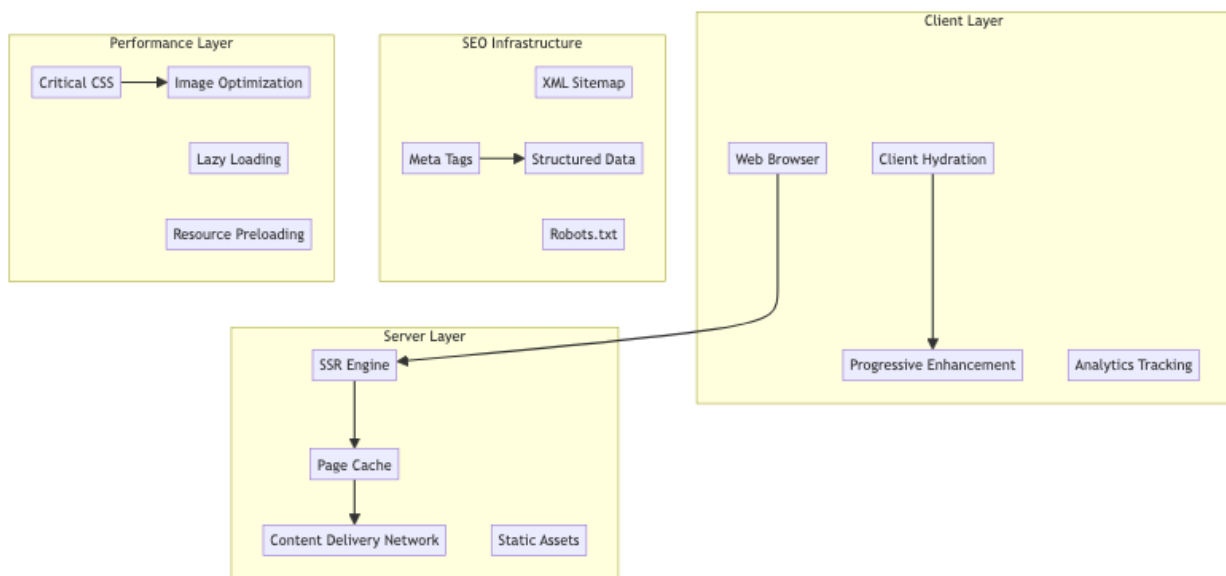 Client Layer
Performance Layer
SEO Infrastructure
Critical CSS
Image Optimization
XML Sitemap
Lazy Loading
Meta Tags
Structured Data
Web Browser
Client Hydration
Resource Preloading
Robots.txt
Server Layer
SSR Engine
Progressive Enhancement
Analytics Tracking
Page Cache
Content Delivery Network
Static Assets